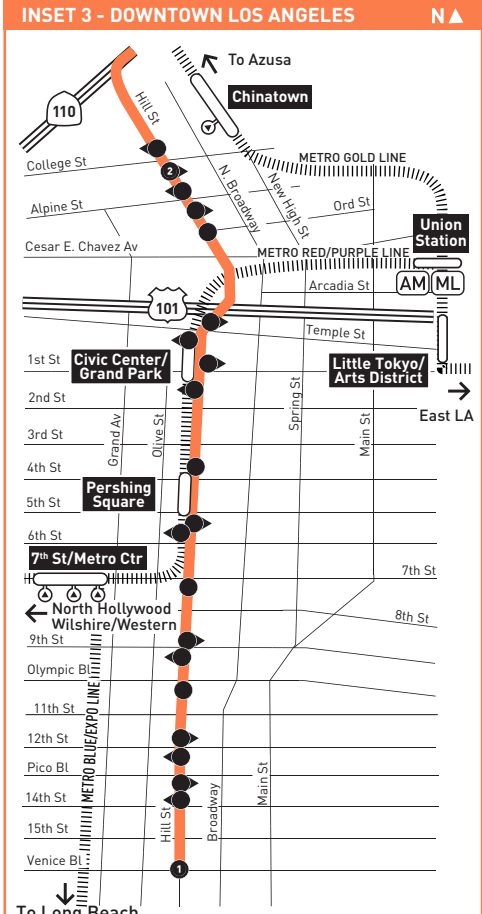 INSET 3 - DOWNTOWN LOS ANGELES
N
To Azusa
Chinatown
110
Hill St
College St
2
METRO GOLD LINE
N. Broadway
New High St
Alpine St
Ord St
Union
Station
Cesar E. Chavez Av
METRO RED/PURPLE LINE
AM ML
Arcadia St
101
Temple St
1st St
Civic Center/
Grand Park
Little Tokyo/
Arts District
East LA
2nd St
Grand Av
Olive St
Spring St
Main St
3rd St
4th St
Pershing
Square
5th St
6th St
7th St/Metro Ctr
7th St
North Hollywood
Wilshire/Western
8th St
9th St
Olympic Bl
METRO BLUE/EXPO LINE
11th St
12th St
Pico Bl
14th St
Hill St
Broadway
Main St
15th St
Venice Bl
1
To Long Beach